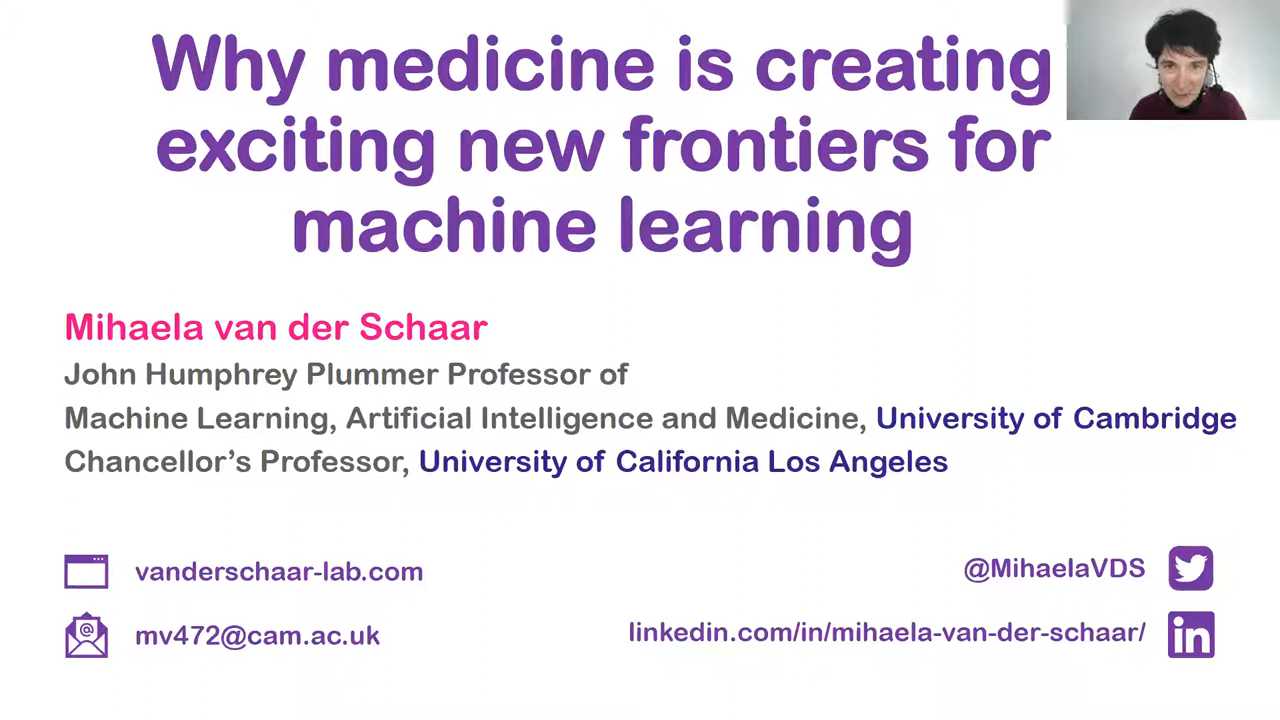 Why medicine is creating
exciting new frontiers for
machine learning
Mihaela van der Schaar
John Humphrey Plummer Professor of
Machine Learning, Artificial Intelligence and Medicine, University of Cambridge
Chancellor’s Professor, University of California Los Angeles
vanderschaar-lab.com
@MihaelaVDS
mv472@cam.ac.uk
linkedin.com/in/mihaela-van-der-schaar/
in